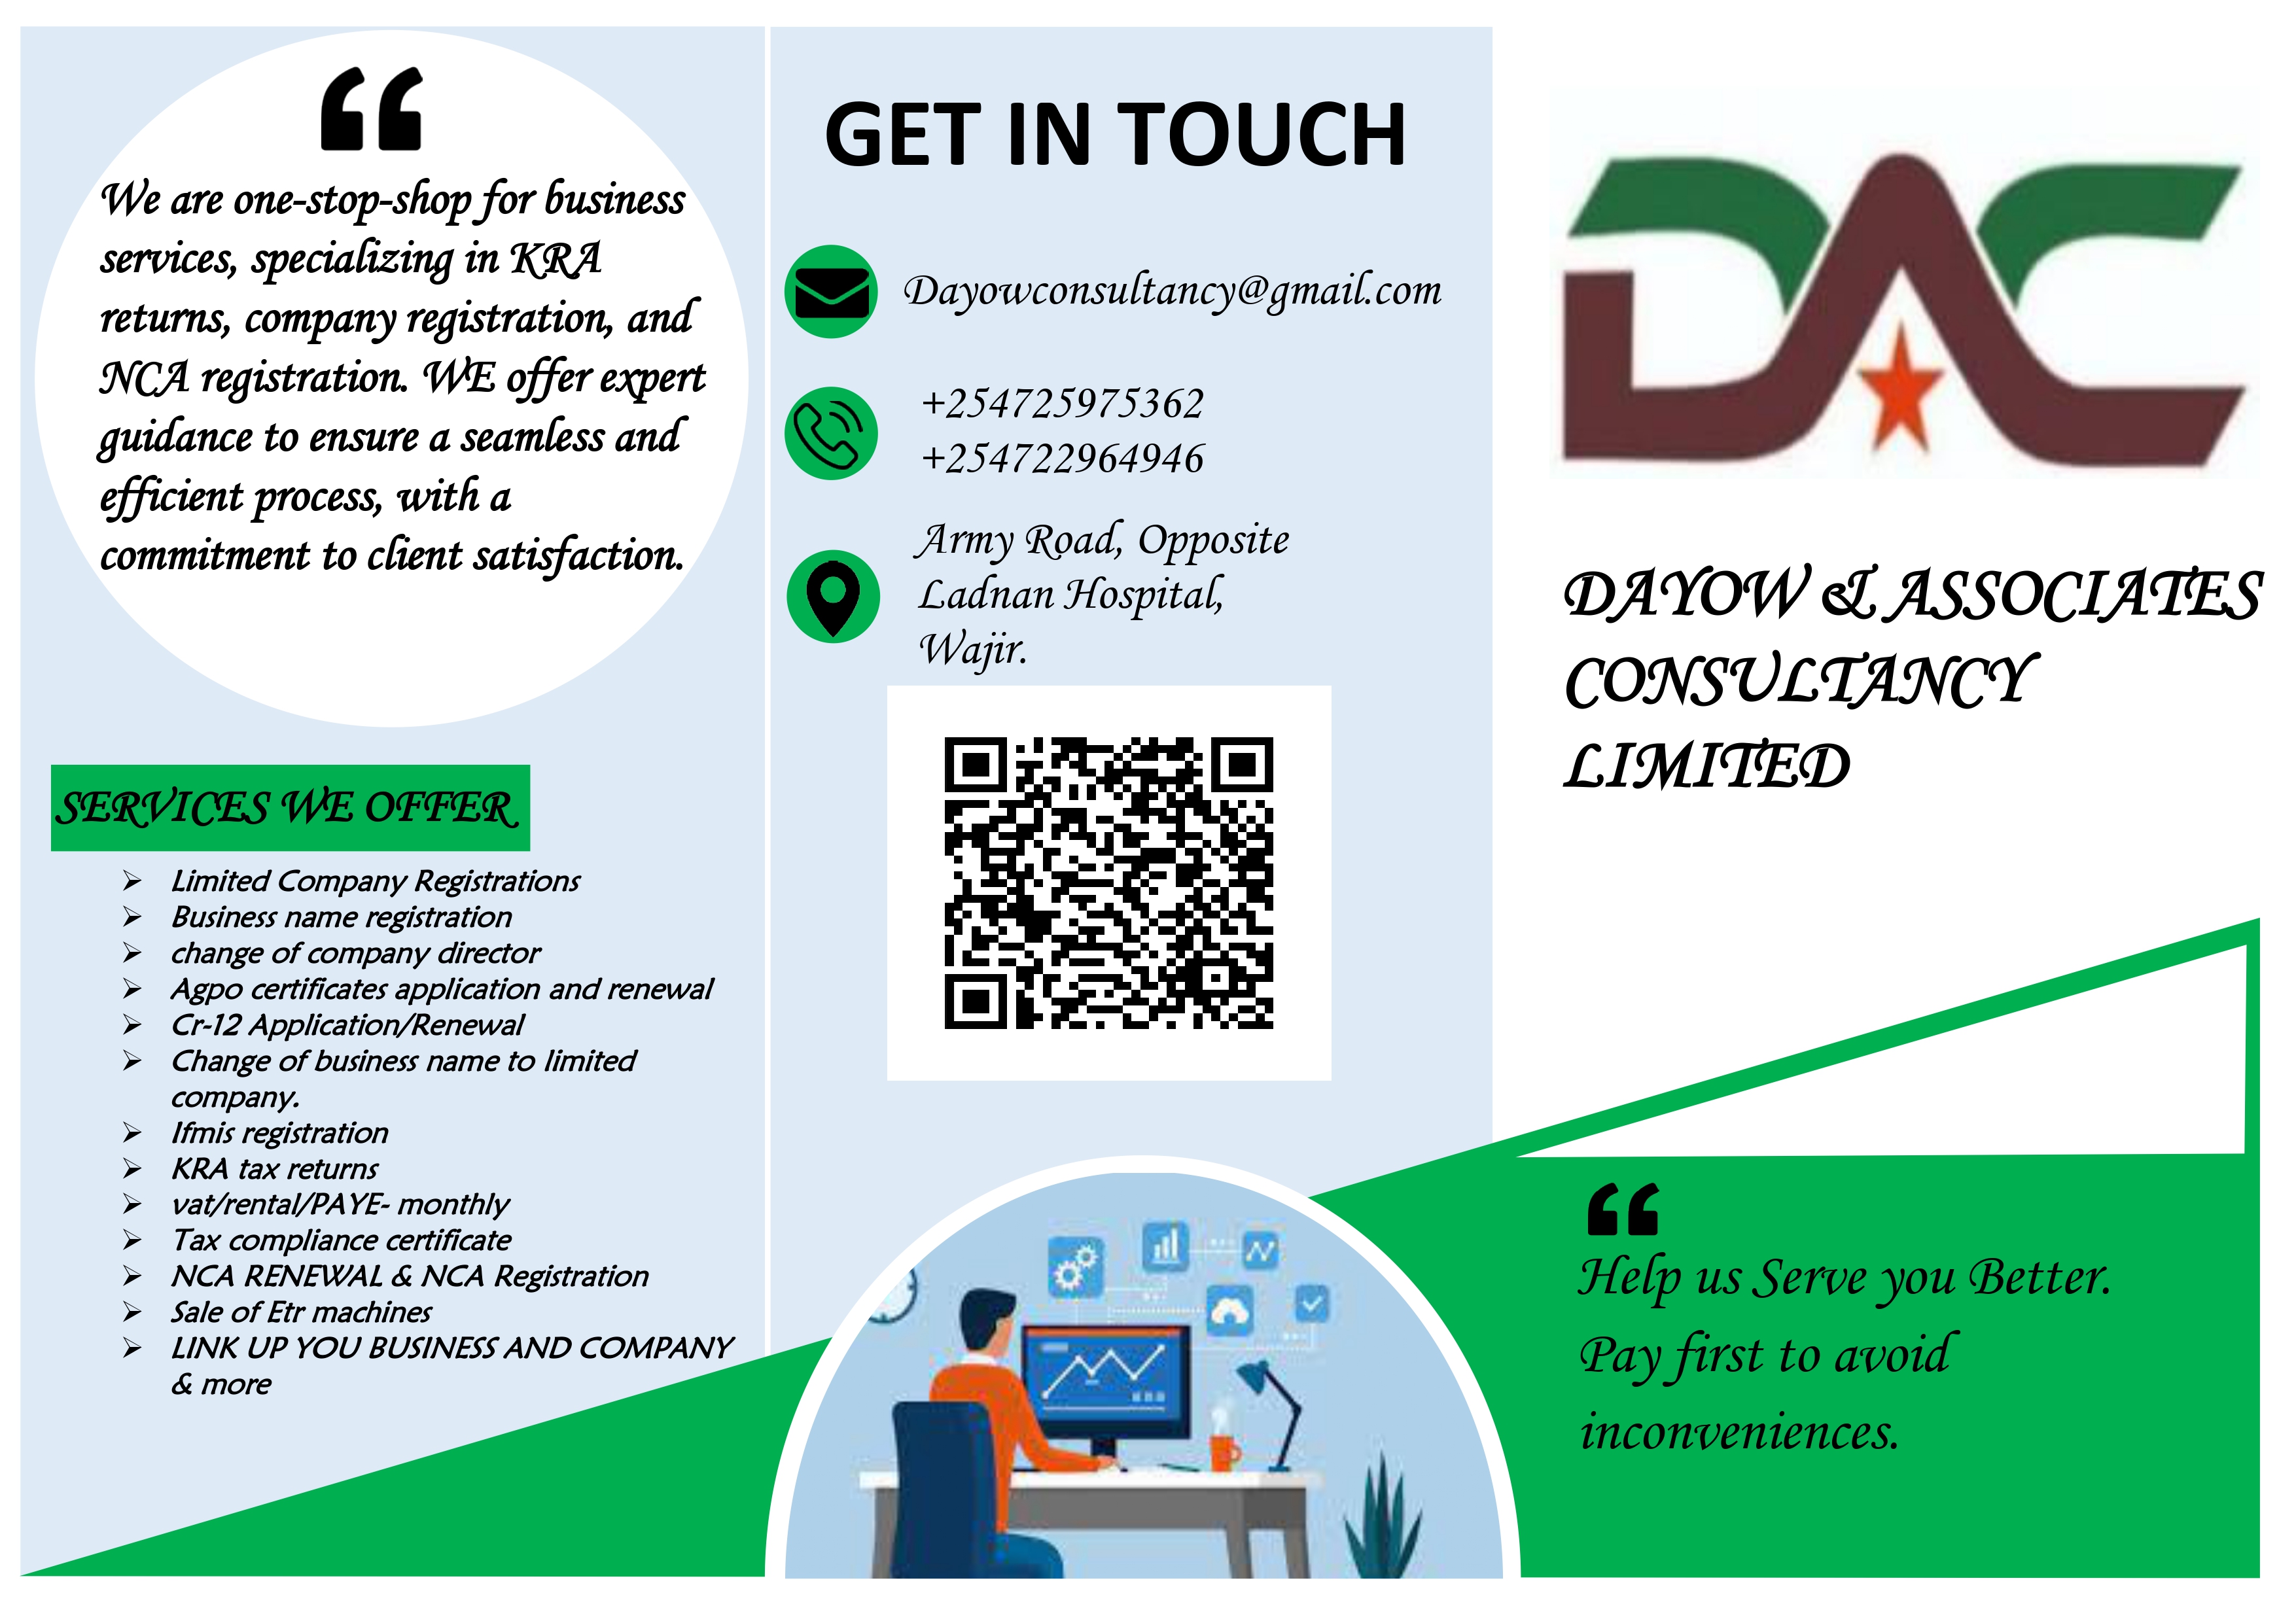 We are one-stop-shop for business
services, specializing in KRA
returns, company registration, and
NCA registration. WE offer expert
guidance to ensure a seamless and
efficient process, with a
commitment to client satisfaction.
SERVICES WE OFFER
Limited Company Registrations
Business name registration
change of company director
Agpo certificates application and renewal
Cr-12 Application/Renewal
Change of business name to limited
company.
Ifmis registration
KRA tax returns
vat/rental/PAYE- monthly
Tax compliance certificate
NCA RENEWAL & NCA Registration
Sale of Etr machines
LINK UP YOU BUSINESS AND COMPANY
& more
GET IN TOUCH
Dayowconsultancy@gmail.com
+254725975362
+254722964946
Army Road, Opposite
Ladnan Hospital,
Wajir.
DAC
DAYOW & ASSOCIATES
CONSULTANCY
LIMITED
Help us Serve you Better.
Pay first to avoid
inconveniences.